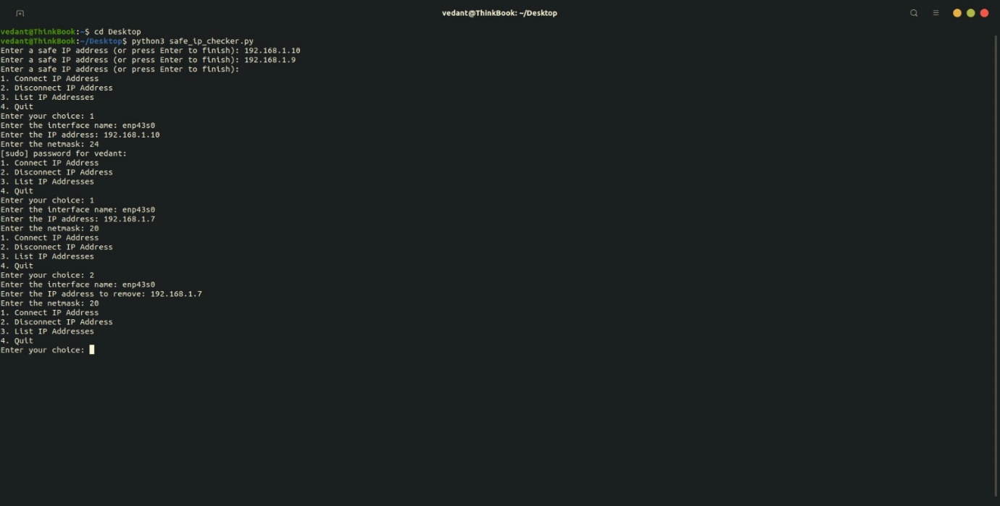 vedant@ThinkBook: ~/Desktop
vedant@ThinkBook:~$ cd Desktop
vedant@ThinkBook:~/Desktop$ python3 safe_ip_checker.py
Enter a safe IP address (or press Enter to finish): 192.168.1.10
Enter a safe IP address (or press Enter to finish): 192.168.1.9
Enter a safe IP address (or press Enter to finish):
1. Connect IP Address
2. Disconnect IP Address
3. List IP Addresses
4. Quit
Enter your choice: 1
Enter the interface name: enp43s0
Enter the IP address: 192.168.1.10
Enter the netmask: 24
[sudo] password for vedant:
1. Connect IP Address
2. Disconnect IP Address
3. List IP Addresses
4. Quit
Enter your choice: 1
Enter the interface name: enp43s0
Enter the IP address: 192.168.1.7
Enter the netmask: 20
1. Connect IP Address
2. Disconnect IP Address
3. List IP Addresses
4. Quit
Enter your choice: 2
Enter the interface name: enp43s0
Enter the IP address to remove: 192.168.1.7
Enter the netmask: 20
1. Connect IP Address
2. Disconnect IP Address
3. List IP Addresses
4. Quit
Enter your choice: